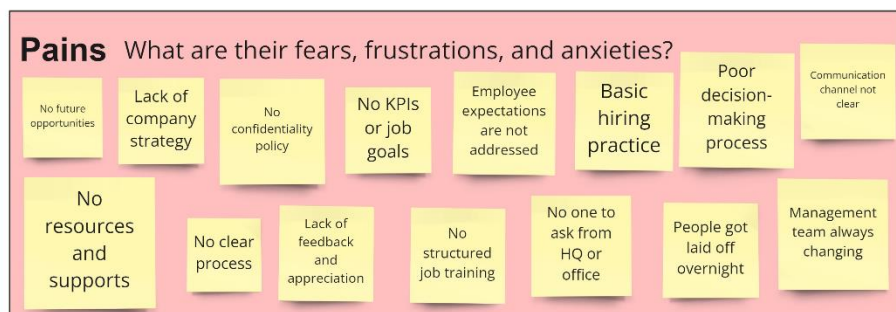 Pains What are their fears, frustrations, and anxieties?
No future
opportunities
Lack of
company
strategy
No
confidentiality
policy
No KPIs
or job
goals
Employee
expectations
are not
addressed
Basic
hiring
practice
Poor
decision-
making
process
Communication
channel not
clear
No
resources
and
supports
No clear
process
Lack of
feedback
and
appreciation
No
structured
job training
No one to
ask from
HQ or
office
People got
laid off
overnight
Management
team always
changing